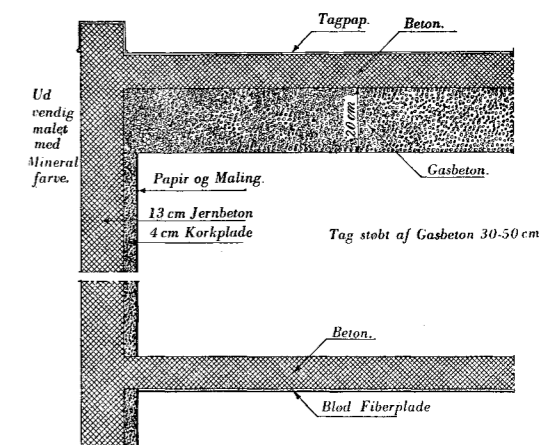 Tagpap.
Beton.
Ud
vendig
malet
med
Mineral
farve.
20 cm
Gasbeton.
Papir og Maling.
13 cm Jernbeton
4 cm Korkplade
Tag støbt af Gasbeton 30-50 cm
Beton.
Blød Fiberplade